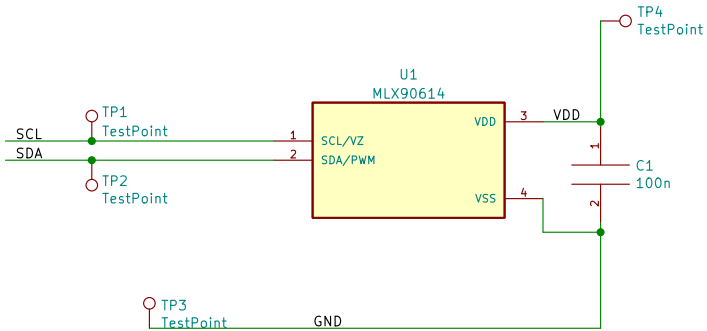 TP4
TestPoint
U1
MLX90614
TP1
TestPoint
SCL
SDA
1
2
SCL/VZ
SDA/PWM
VDD
3
VDD
VSS
4
1
2
C1
100n
TP2
TestPoint
TP3
TestPoint
GND